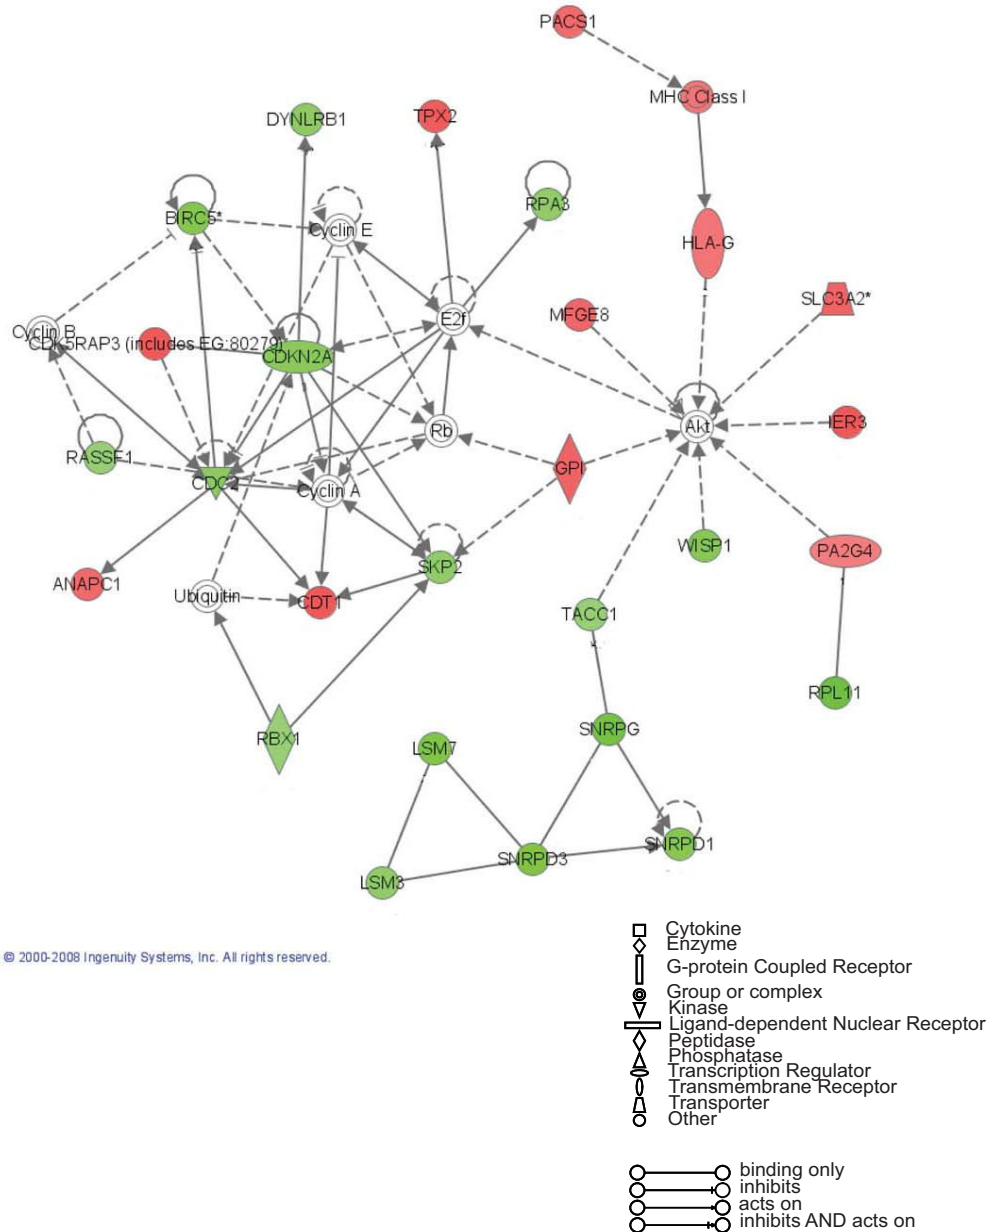 PACS1
MHC Class I
DYNLRB1
TPX2
RPA3
BIRC5*
Cyclin E
HLA-G
SLC3A2*
MFGE8
E2f
Cyclin B
CDK5RAP3 (includes EG:80279)
CDKN2A
Akt
IER3
Rb
RASSF1
GPI
CDC2
Cyclin A
WISP1
PA2G4
SKP2
ANAPC1
Ubiquitin
CDT1
TACC1
RPL11
SNRPG
RBX1
LSM7
SNRPD1
SNRPD3
LSM3
© 2000-2008 Ingenuity Systems, Inc. All rights reserved.
Cytokine
Enzyme
G-protein Coupled Receptor
Group or complex
Kinase
Ligand-dependent Nuclear Receptor
Peptidase
Phosphatase
Transcription Regulator
Transmembrane Receptor
Transporter
Other
binding only
inhibits
acts on
inhibits AND acts on